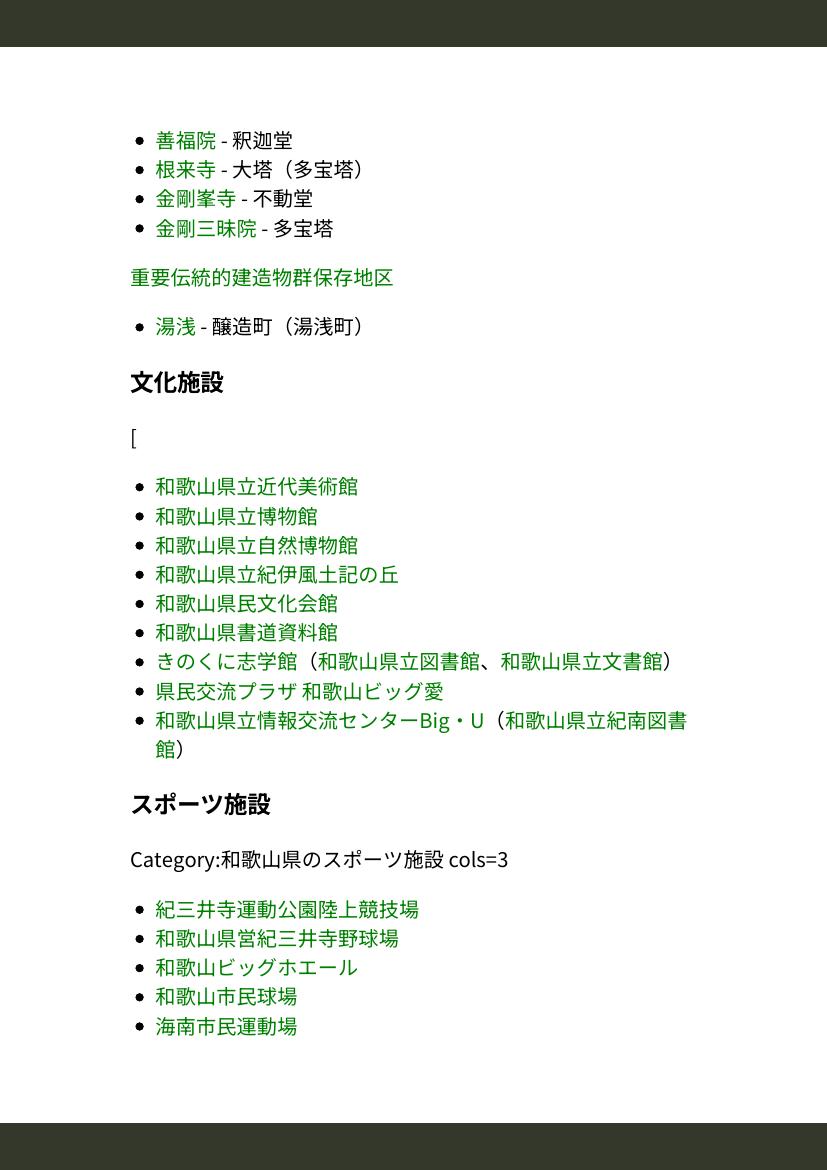 善福院 - 釈迦堂
根来寺 - 大塔（多宝塔）
金剛峯寺 - 不動堂
金剛三昧院 - 多宝塔
重要伝統的建造物群保存地区
湯浅 - 醸造町（湯浅町）
文化施設
[
和歌山県立近代美術館
和歌山県立博物館
和歌山県立自然博物館
和歌山県立紀伊風土記の丘
和歌山県民文化会館
和歌山県書道資料館
きのくに志学館（和歌山県立図書館、和歌山県立文書館）
県民交流プラザ 和歌山ビッグ愛
和歌山県立情報交流センターBig・U（和歌山県立紀南図書
館）
スポーツ施設
Category:和歌山県のスポーツ施設 cols=3
紀三井寺運動公園陸上競技場
和歌山県営紀三井寺野球場
和歌山ビッグホエール
和歌山市民球場
海南市民運動場